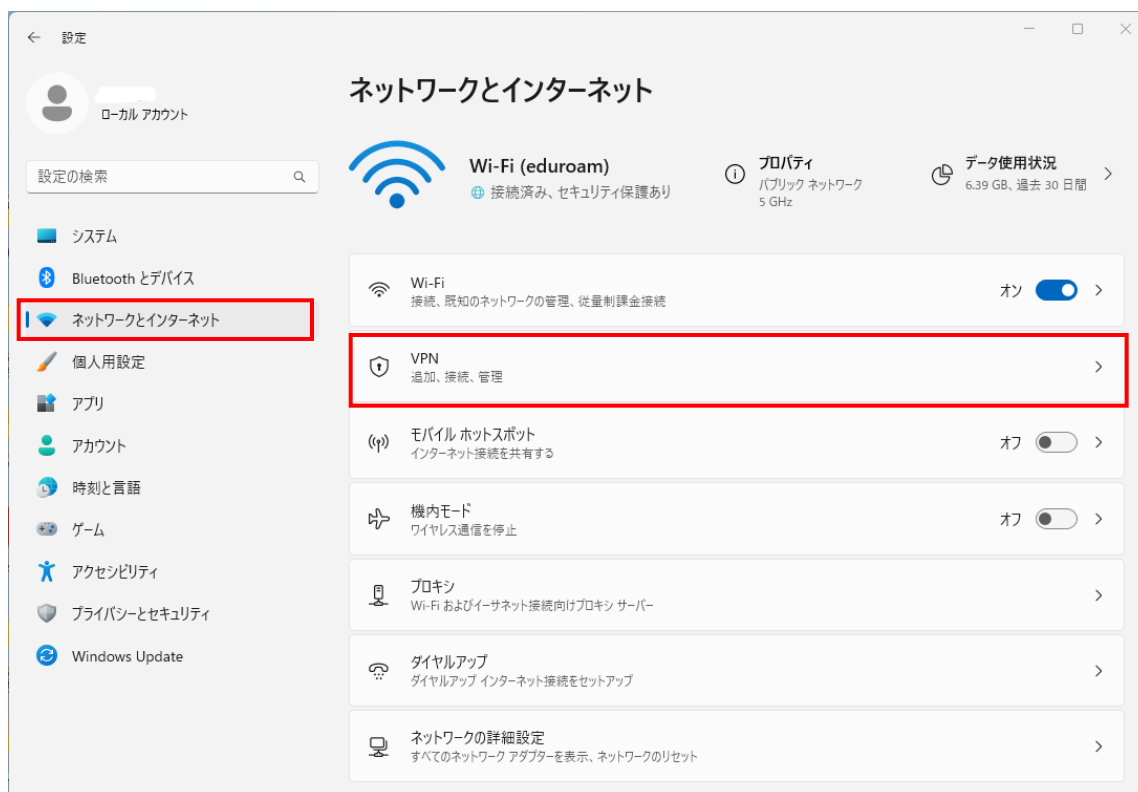 設定
ローカル アカウント
設定の検索
システム
Bluetooth とデバイス
ネットワークとインターネット
個人用設定
アプリ
アカウント
時刻と言語
ゲーム
アクセシビリティ
プライバシーとセキュリティ
Windows Update
ネットワークとインターネット
Wi-Fi (eduroam)
接続済み、セキュリティ保護あり
プロパティ
パブリック ネットワーク
5 GHz
データ使用状況
6.39 GB、過去 30 日間
Wi-Fi
接続、既知のネットワークの管理、従量制課金接続
オン
VPN
追加、接続、管理
モバイル ホットスポット
インターネット接続を共有する
オフ
機内モード
ワイヤレス通信を停止
オフ
プロキシ
Wi-Fi およびイーサネット接続向けプロキシ サーバー
ダイヤルアップ
ダイヤルアップ インターネット接続をセットアップ
ネットワークの詳細設定
すべてのネットワーク アダプターを表示、ネットワークのリセット